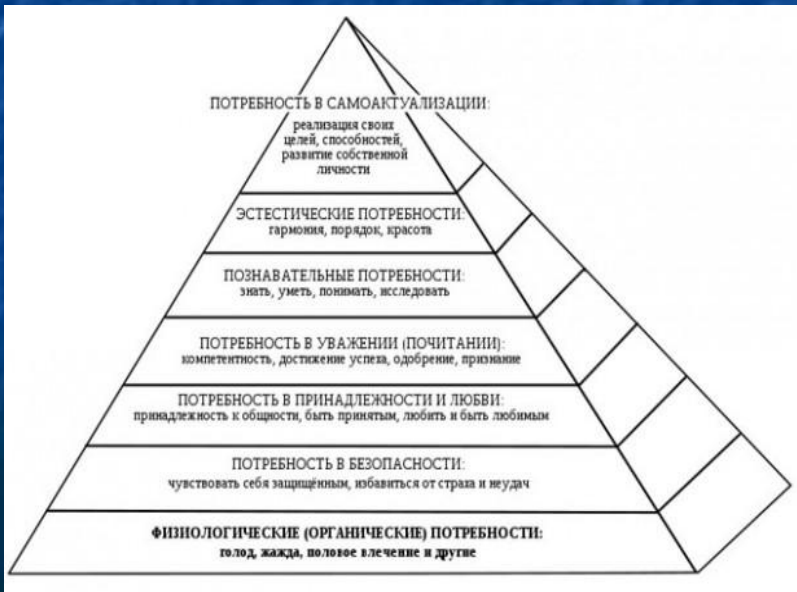 ПОТРЕБНОСТЬ В САМОАКТУАЛИЗАЦИИ:
реализация своих
целей, способностей,
развитие собственной
личности
ЭСТЕСТИЧЕСКИЕ ПОТРЕБНОСТИ:
гармония, порядок, красота
ПОЗНАВАТЕЛЬНЫЕ ПОТРЕБНОСТИ:
знать, уметь, понимать, исследовать
ПОТРЕБНОСТЬ В УВАЖЕНИИ (ПОЧИТАНИИ):
компетентность, достижение успеха, одобрение, признание
ПОТРЕБНОСТЬ В ПРИНАДЛЕЖНОСТИ И ЛЮБВИ:
принадлежность к общности, быть принятым, любить и быть любимым
ПОТРЕБНОСТЬ В БЕЗОПАСНОСТИ:
чувствовать себя защищённым, избавиться от страха и неудач
ФИЗИОЛОГИЧЕСКИЕ (ОРГАНИЧЕСКИЕ) ПОТРЕБНОСТИ:
голод, жажда, половое влечение и другие